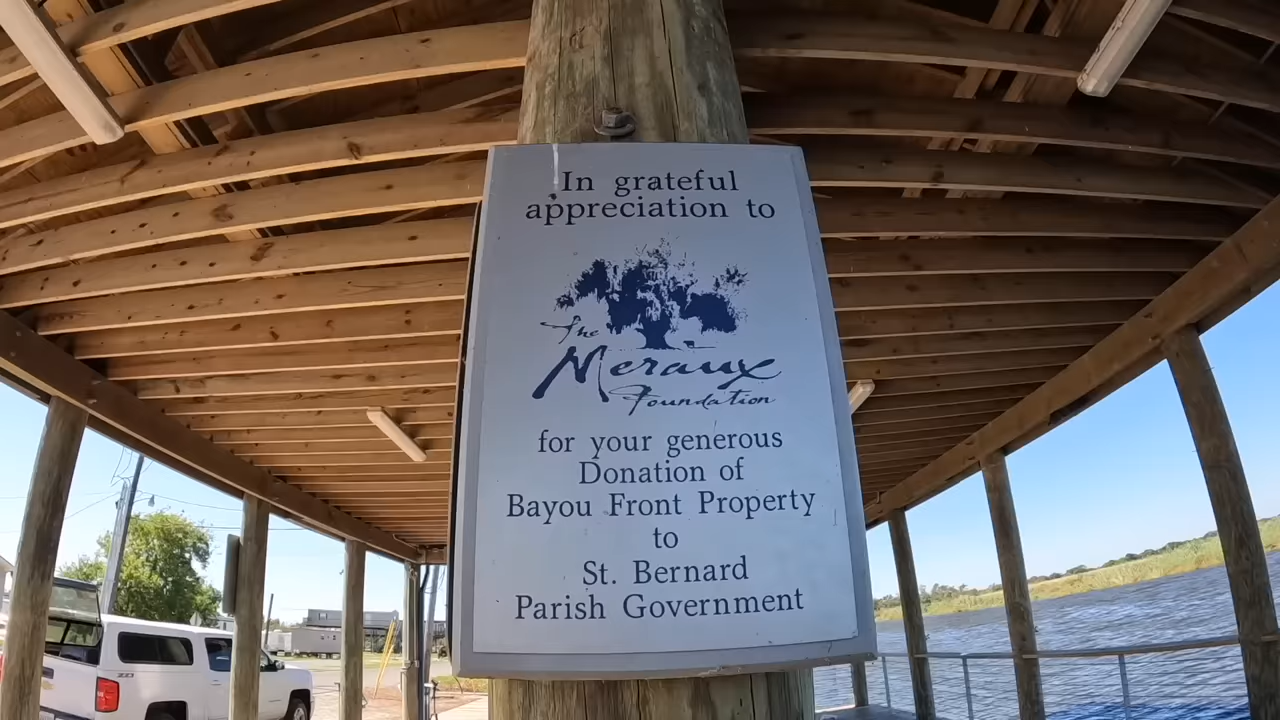 In grateful
appreciation to
The
Meraux
Foundation
for your generous
Donation of
Bayou Front Property
to
St. Bernard
Parish Government